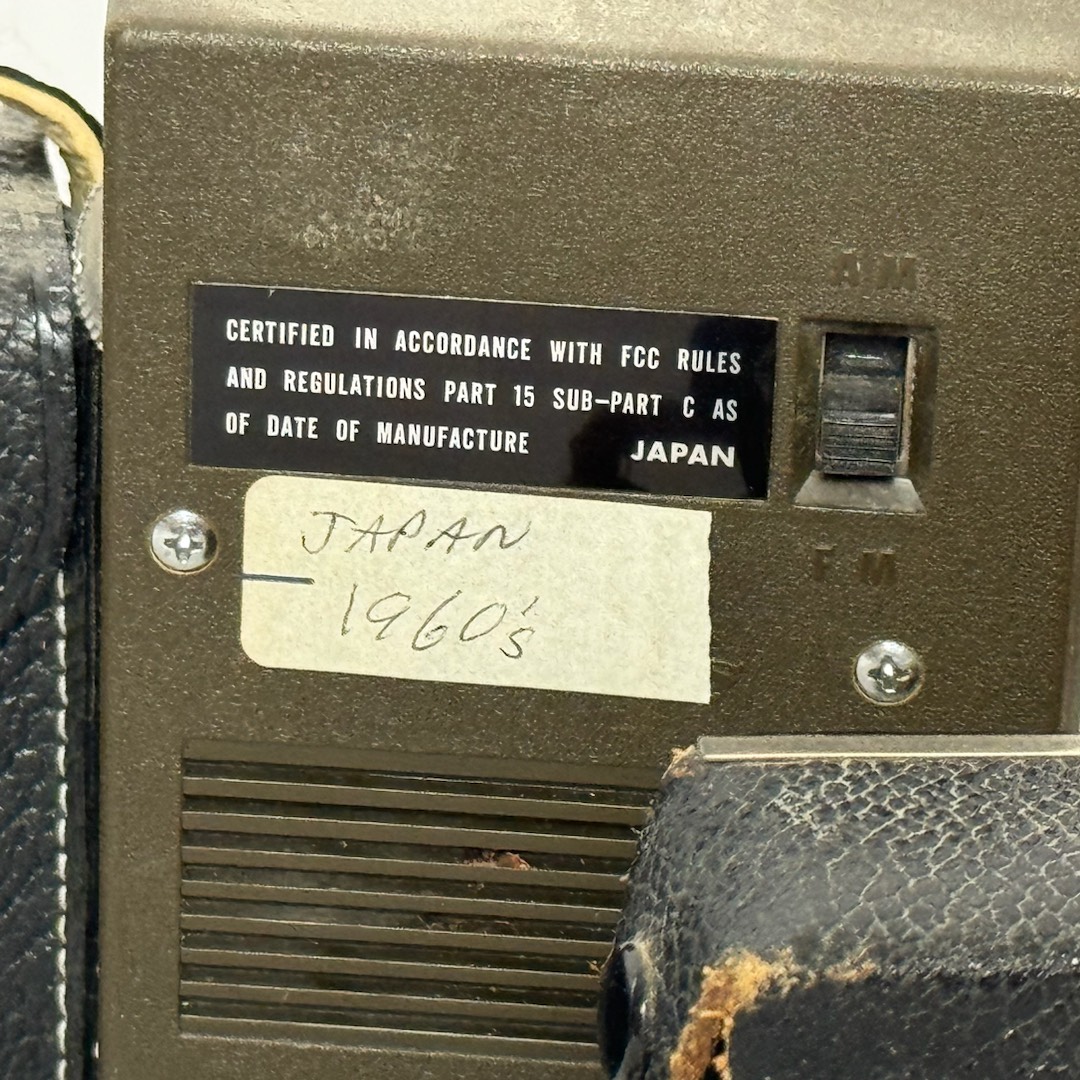 AM
CERTIFIED IN ACCORDANCE WITH FCC RULES
AND REGULATIONS PART 15 SUB-PART C AS
OF DATE OF MANUFACTURE JAPAN
JAPAN
1960's
FM